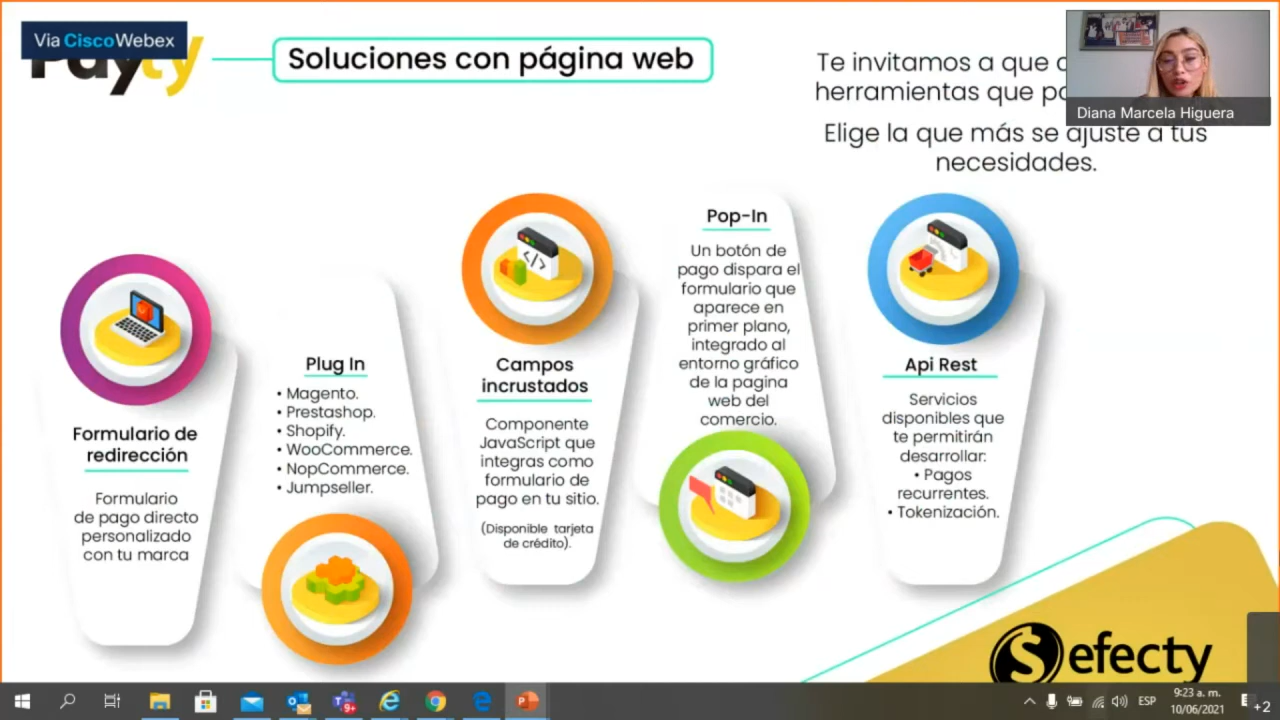 Via Cisco Webex
Payty
Soluciones con página web
Te invitamos a que
herramientas que
Elige la que más se ajuste a tus
necesidades.
Diana Marcela Higuera
Formulario de
redirección
Formulario
de pago directo
personalizado
con tu marca
Plug In
• Magento.
• Prestashop.
• Shopify.
• WooCommerce.
• NopCommerce.
• Jumpseller.
Campos
incrustados
Componente
JavaScript que
integras como
formulario de
pago en tu sitio.
(Disponible tarjeta
de crédito).
Pop-In
Un botón de
pago dispara el
formulario que
aparece en
primer plano,
integrado al
entorno gráfico
de la pagina
web del
comercio.
Api Rest
Servicios
disponibles que
te permitirán
desarrollar:
• Pagos
recurrentes.
• Tokenización.
efecty
9+
ESP
9:23 a. m.
10/06/2021
+2